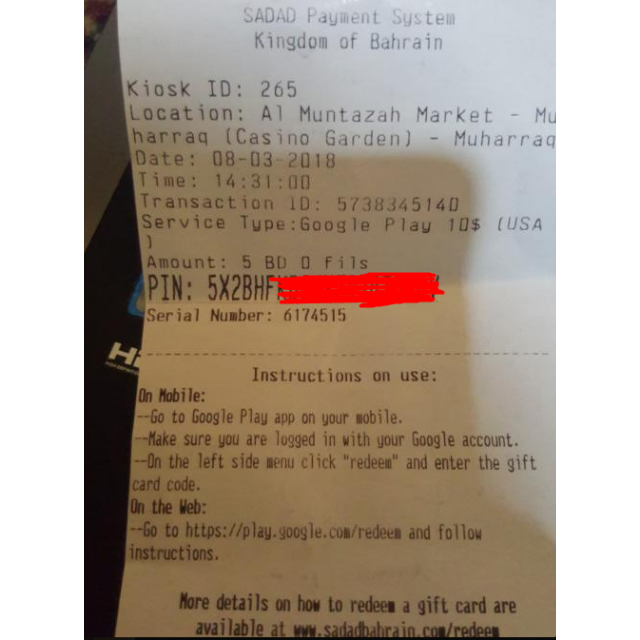 SADAD Payment System
Kingdom of Bahrain
Kiosk ID: 265
Location: Al Muntazah Market - Mu
harraq (Casino Garden) - Muharraq
Date: 08-03-2018
Time: 14:31:00
Transaction ID: 5738345140
Service Type:Google Play 10$ (USA
)
Amount: 5 BD 0 fils
PIN: 5X2BHF
Serial Number: 6174515
Instructions on use:
On Mobile:
--Go to Google Play app on your mobile.
--Make sure you are logged in with your Google account.
--On the left side menu click "redeem" and enter the gift
card code.
On the Web:
--Go to https://play.google.com/redeem and follow
instructions.
More details on how to redeem a gift card are
available at www.sadadbahrain.com/redeem